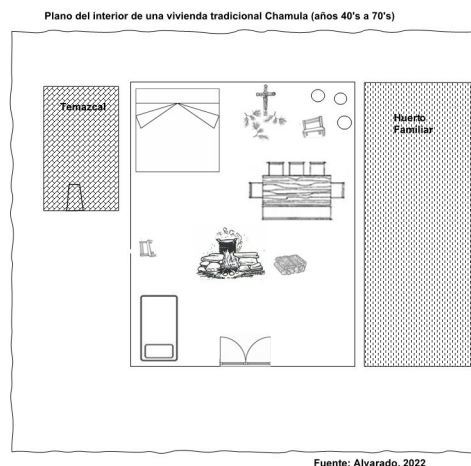 Plano del interior de una vivienda tradicional Chamula (años 40's a 70's)
Temazcal
Huerto
Familiar
Fuente: Alvarado, 2022